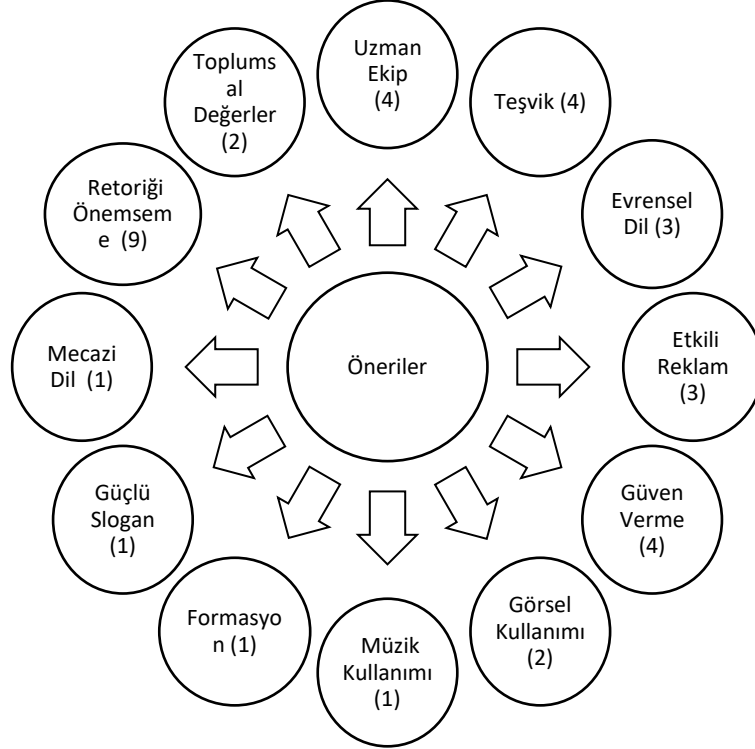 Uzman
Ekip
(4)
Teşvik (4)
Evrensel
Dil (3)
Etkili
Reklam
(3)
Güven
Verme
(4)
Görsel
Kullanımı
(2)
Müzik
Kullanımı
(1)
Formasyo
n (1)
Güçlü
Slogan
(1)
Mecazi
Dil (1)
Retoriği
Önemsem
e (9)
Toplums
al
Değerler
(2)
Öneriler